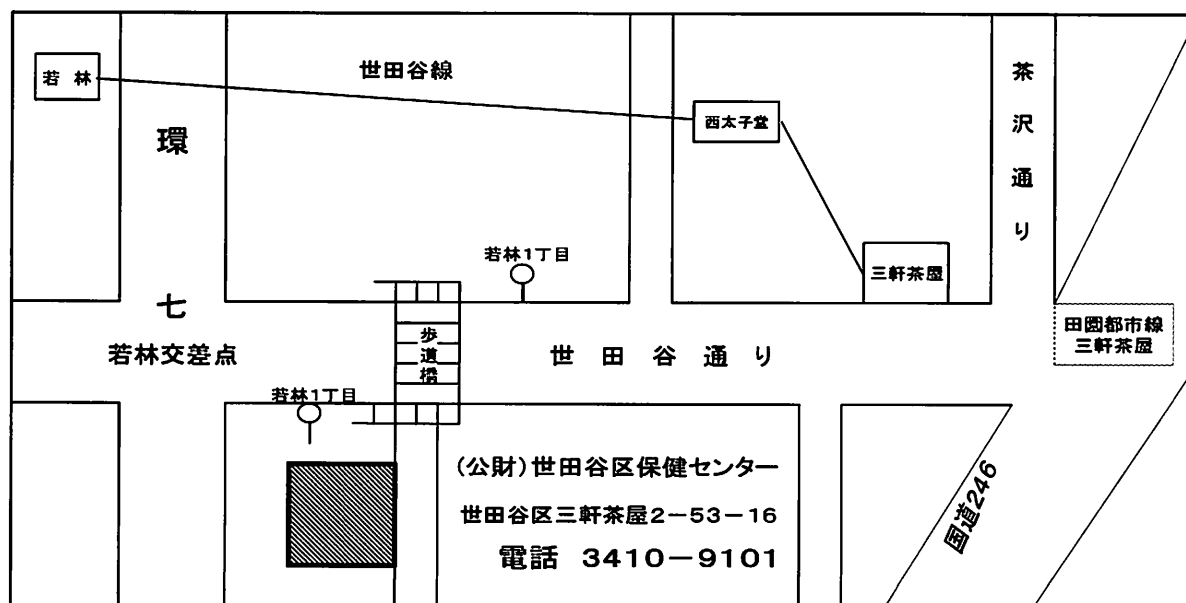 若林
世田谷線
西太子堂
三軒茶屋
茶沢通り
環七
若林1丁目
若林交差点
歩道橋
世田谷通り
田園都市線
三軒茶屋
若林1丁目
(公財)世田谷区保健センター
世田谷区三軒茶屋2−53−16
電話 3410−9101
国道246